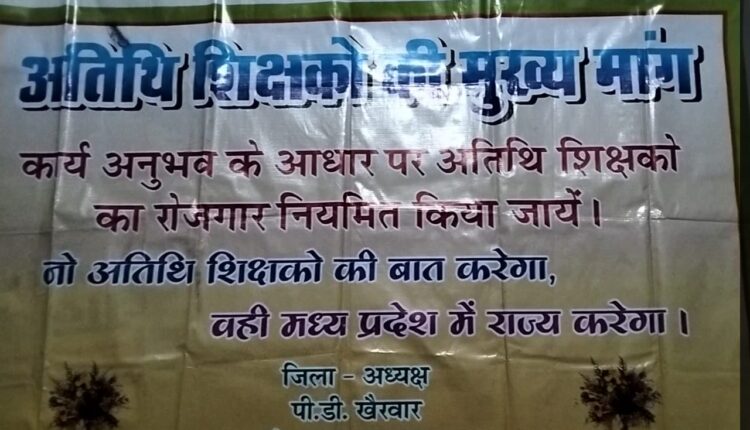 अतिथि शिक्षको की मुख्य मांग
कार्य अनुभव के आधार पर अतिथि शिक्षको
का रोजगार नियमित किया जायें।
जो अतिथि शिक्षको की बात करेगा,
वही मध्य प्रदेश में राज्य करेगा।
जिला - अध्यक्ष
पी.डी. खैरवार